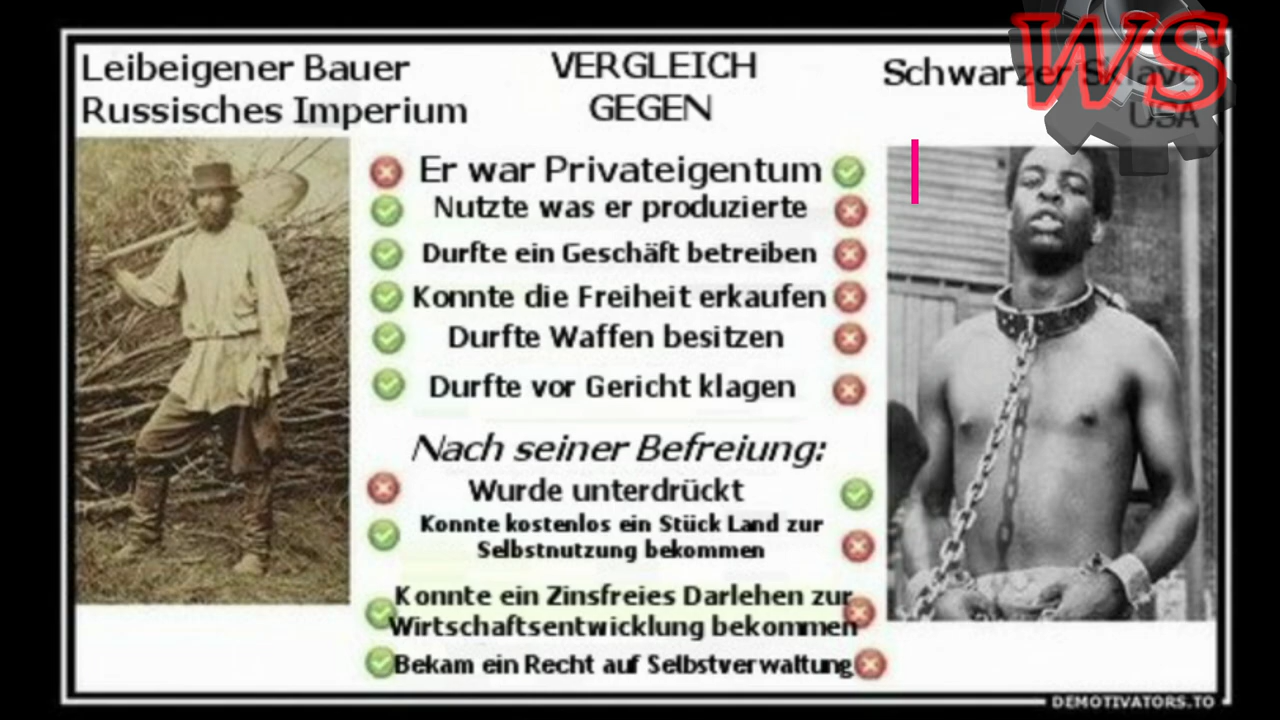 Leibeigener Bauer
Russisches Imperium
VERGLEICH
GEGEN
Schwarzer Sklave
USA
WS
Er war Privateigentum
Nutzte was er produzierte
Durfte ein Geschäft betreiben
Konnte die Freiheit erkaufen
Durfte Waffen besitzen
Durfte vor Gericht klagen
Nach seiner Befreiung:
Wurde unterdrückt
Konnte kostenlos ein Stück Land zur
Selbstnutzung bekommen
Konnte ein Zinsfreies Darlehen zur
Wirtschaftsentwicklung bekommen
Bekam ein Recht auf Selbstverwaltung
DEMOTIVATORS.TO